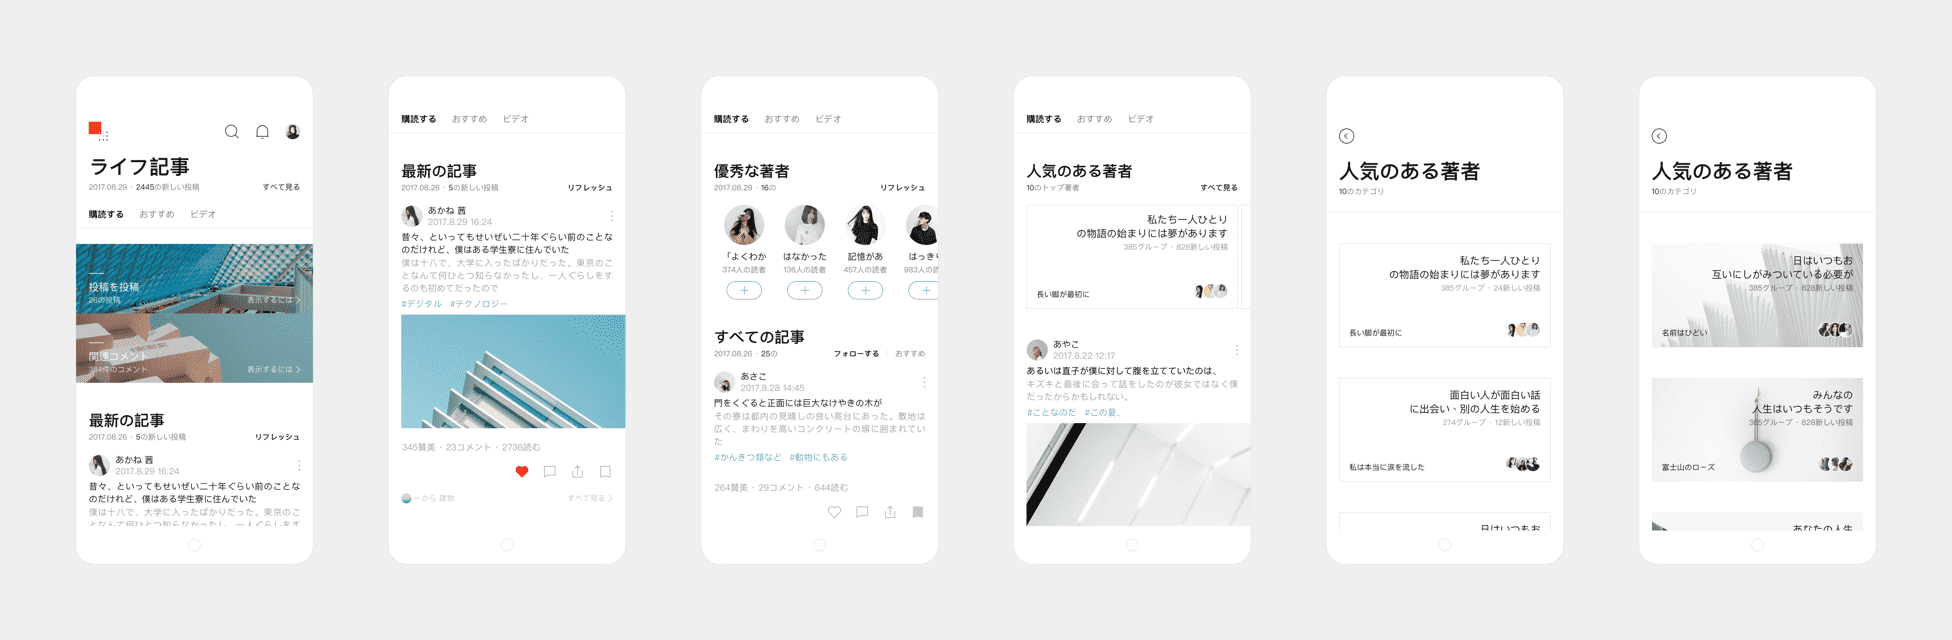 ライフ記事
2017.08.29・2445の新しい投稿
すべて見る
購読する
おすすめ
ビデオ
投稿を投稿
26の投稿
表示するには
関連コメント
384件のコメント
表示するには
最新の記事
2017.08.26・5の新しい投稿
リフレッシュ
あかね 茜
2017.8.29 16:24
昔々、といってもせいぜい二十年ぐらい前のことな
のだけれど、僕はある学生寮に住んでいた
僕は十八で、大学に入ったばかりだった。東京のこ
となんて何ひとつ知らなかったし、一人ぐらしをす
購読する
おすすめ
ビデオ
最新の記事
2017.08.26・5の新しい投稿
リフレッシュ
あかね 茜
2017.8.29 16:24
昔々、といってもせいぜい二十年ぐらい前のことな
のだけれど、僕はある学生寮に住んでいた
僕は十八で、大学に入ったばかりだった。東京のこ
となんて何ひとつ知らなかったし、一人ぐらしをす
るのも初めてだったので
#デジタル #テクノロジー
345賛美・23コメント・2736読む
〜から 建物
すべて見る
購読する
おすすめ
ビデオ
優秀な著者
2017.08.29・16の
リフレッシュ
「よくわか
374人の読者
はなかった
136人の読者
記憶があ
457人の読者
はっき
983人の読
すべての記事
2017.08.26・25の
フォローする
おすすめ
あさこ
2017.8.28 14:45
門をくぐると正面には巨大なけやきの木が
その寮は都内の見晴しの良い高台にあった。敷地は
広く、まわりを高いコンクリートの塀に囲まれてい
た
#かんきつ類など #動物にもある
264賛美・29コメント・644読む
購読する
おすすめ
ビデオ
人気のある著者
10のトップ著者
すべて見る
私たち一人ひとり
の物語の始まりには夢があります
385グループ・828新しい投稿
長い脚が最初に
あやこ
2017.8.22 12:17
あるいは直子が僕に対して腹を立てていたのは、
キズキと最後に会って話をしたのが彼女ではなく僕
だったからかもしれない。
#ことなのだ #この夏、
人気のある著者
10のカテゴリ
私たち一人ひとり
の物語の始まりには夢があります
385グループ・24新しい投稿
長い脚が最初に
面白い人が面白い話
に出会い、別の人生を始める
274グループ・12新しい投稿
私は本当に涙を流した
日はいつもお
人気のある著者
10のカテゴリ
日はいつもお
互いにしがみついている必要が
385グループ・828新しい投稿
名前はひどい
みんなの
人生はいつもそうです
385グループ・828新しい投稿
富士山のローズ
あなたの人生